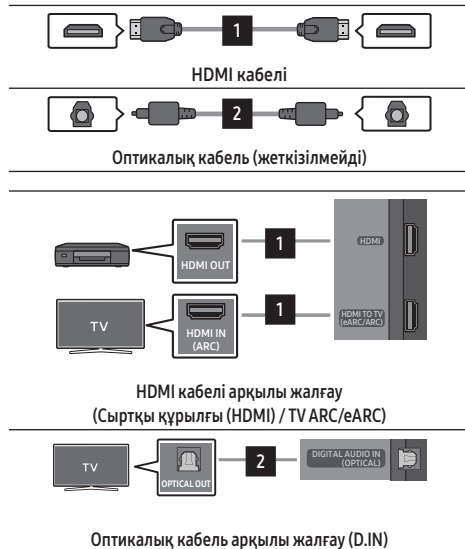 1
HDMI кабелі
2
Оптикалық кабель (жеткізілмейді)
HDMI OUT
1
HDMI
TV
HDMI IN
(ARC)
1
HDMI TO TV
(eARC/ARC)
HDMI кабелі арқылы жалғау
(Сыртқы құрылғы (HDMI) / TV ARC/eARC)
TV
OPTICAL OUT
2
DIGITAL AUDIO IN
(OPTICAL)
Оптикалық кабель арқылы жалғау (D.IN)